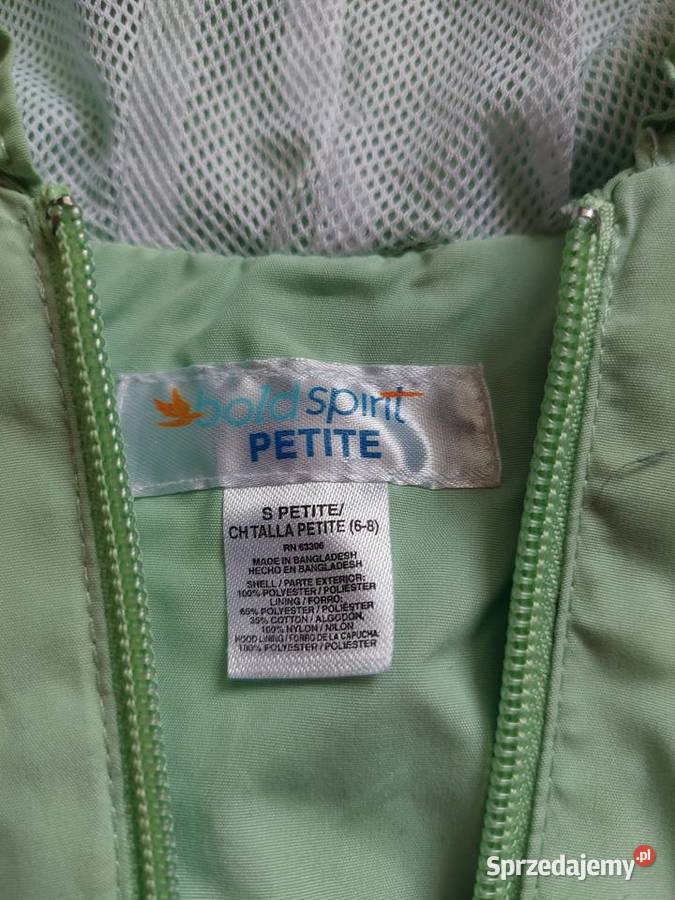 bold spirit
PETITE
S PETITE/
CH TALLA PETITE (6-8)
RN 63306
MADE IN BANGLADESH
HECHO EN BANGLADESH
SHELL / PARTE EXTERIOR:
100% POLYESTER / POLIÉSTER
LINING / FORRO:
65% POLYESTER / POLIÉSTER
35% COTTON / ALGODÓN,
100% NYLON / NILON
HOOD LINING / FORRO DE LA CAPUCHA:
100% POLYESTER / POLIÉSTER
Sprzedajemy.pl